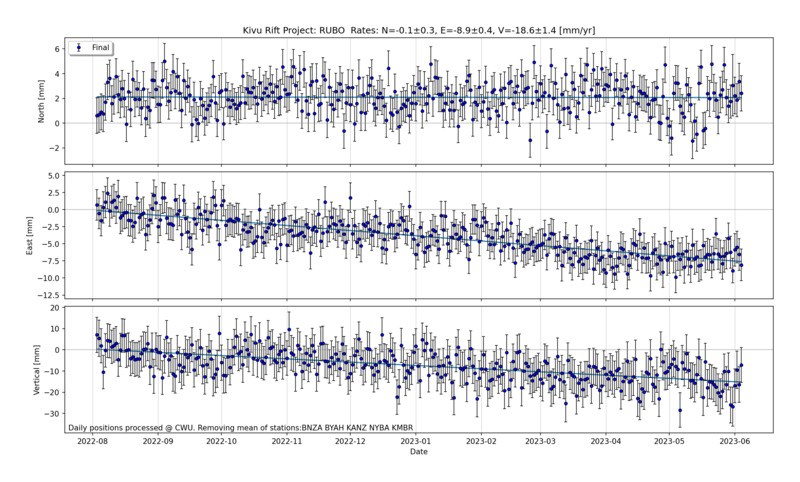 Kivu Rift Project: RUBO  Rates: N=-0.1±0.3, E=-8.9±0.4, V=-18.6±1.4 [mm/yr]
Final
6
4
2
0
−2
North [mm]
5.0
2.5
0.0
−2.5
−5.0
−7.5
−10.0
−12.5
East [mm]
20
10
0
−10
−20
−30
Vertical [mm]
Daily positions processed @ CWU. Removing mean of stations:BNZA BYAH KANZ NYBA KMBR
2022-08 2022-09 2022-10 2022-11 2022-12 2023-01 2023-02 2023-03 2023-04 2023-05 2023-06
Date